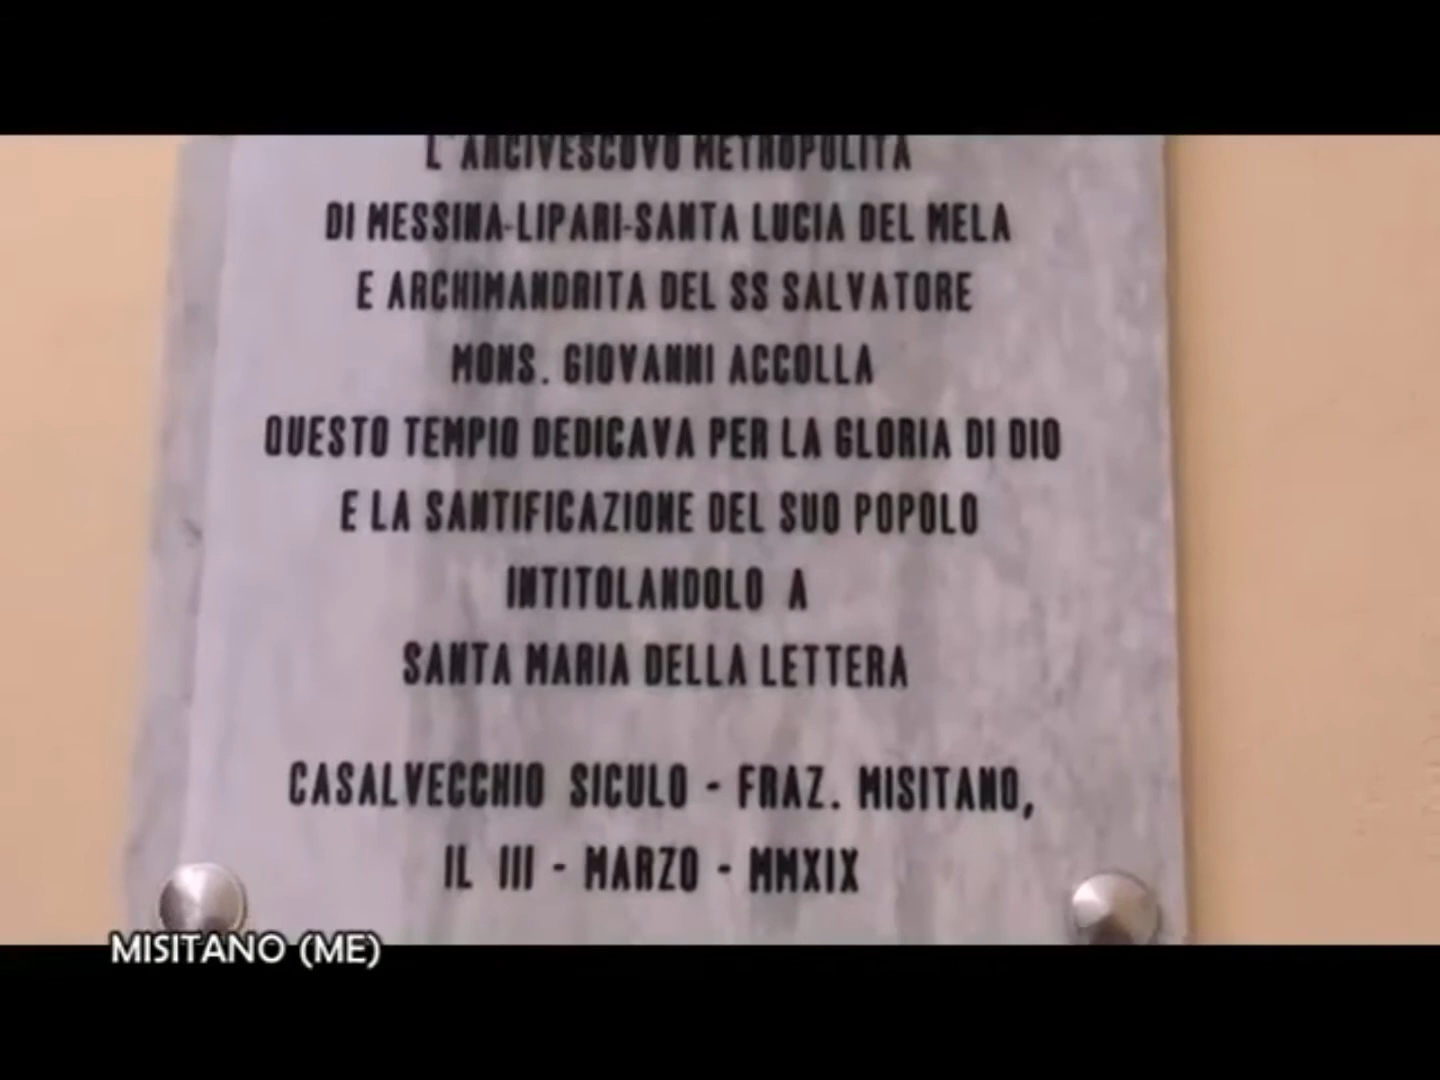 L'ARCIVESCOVO METROPOLITA
DI MESSINA-LIPARI-SANTA LUCIA DEL MELA
E ARCHIMANDRITA DEL SS SALVATORE
MONS. GIOVANNI ACCOLLA
QUESTO TEMPIO DEDICAVA PER LA GLORIA DI DIO
E LA SANTIFICAZIONE DEL SUO POPOLO
INTITOLANDOLO A
SANTA MARIA DELLA LETTERA
CASALVECCHIO SICULO - FRAZ. MISITANO,
IL III - MARZO - MMXIX
MISITANO (ME)